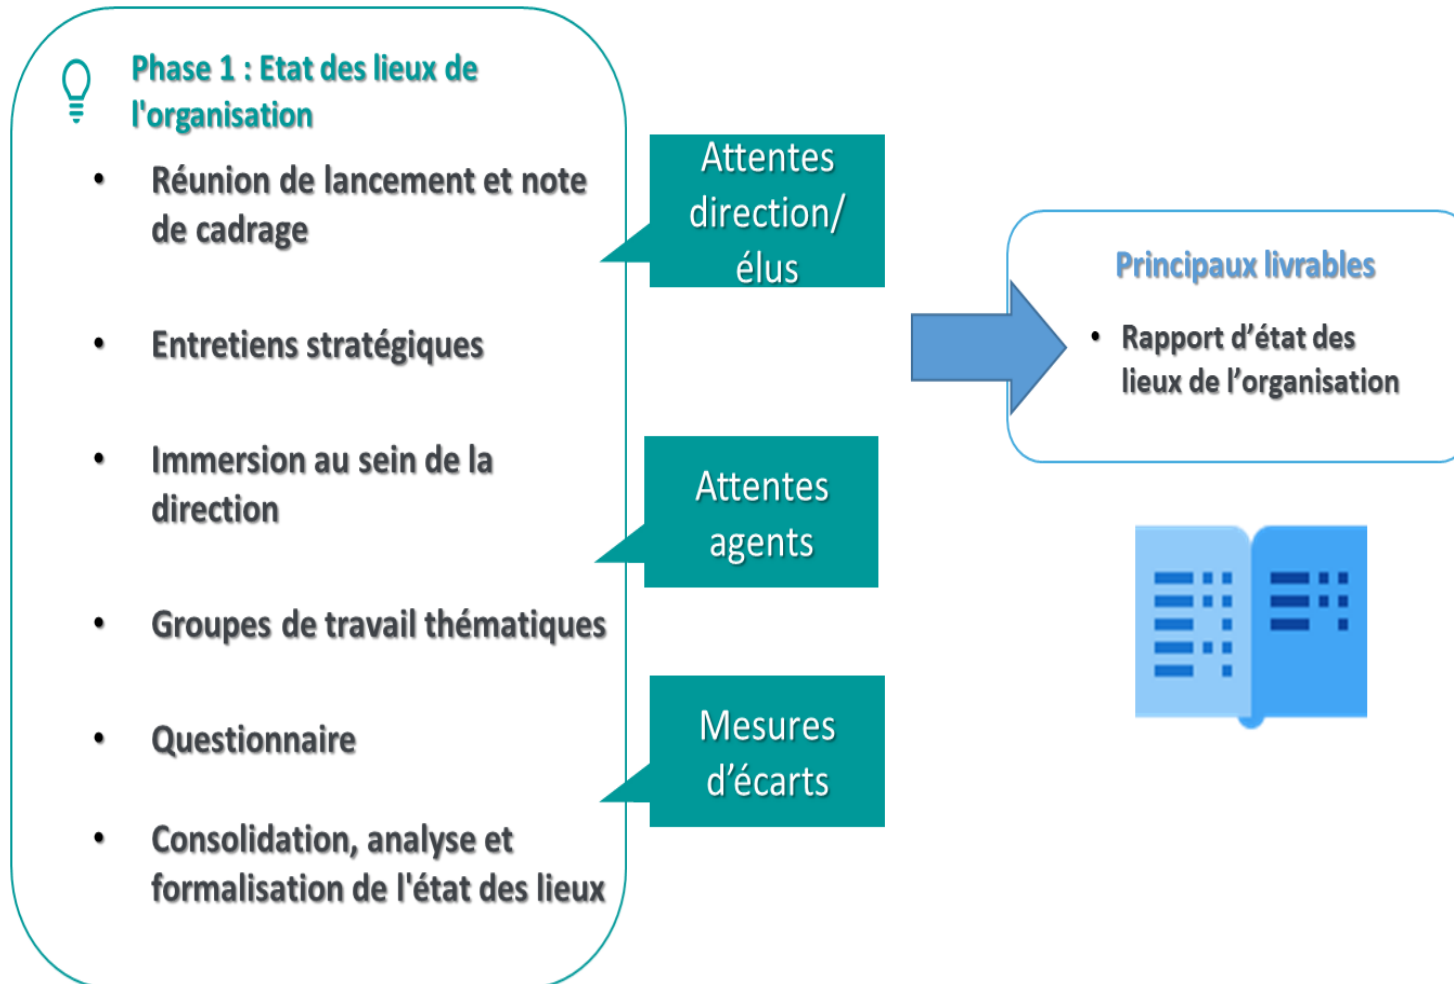 Phase 1 : Etat des lieux de
l'organisation
• Réunion de lancement et note
de cadrage
• Entretiens stratégiques
• Immersion au sein de la
direction
• Groupes de travail thématiques
• Questionnaire
• Consolidation, analyse et
formalisation de l'état des lieux
Attentes
direction/
élus
Attentes
agents
Mesures
d’écarts
Principaux livrables
• Rapport d’état des
lieux de l’organisation